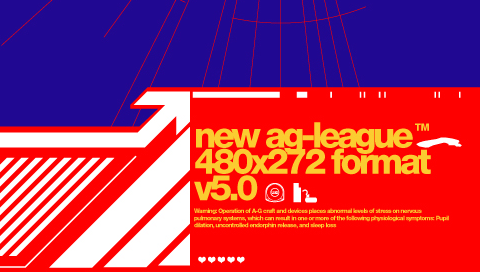 new ag-league™
480x272 format
v5.0
Warning: Operation of A-G craft and devices places abnormal levels of stress on nervous
pulmonary systems, which can result in one or more of the following physiological symptoms: Pupil
dilation, uncontrolled endorphin release, and sleep loss